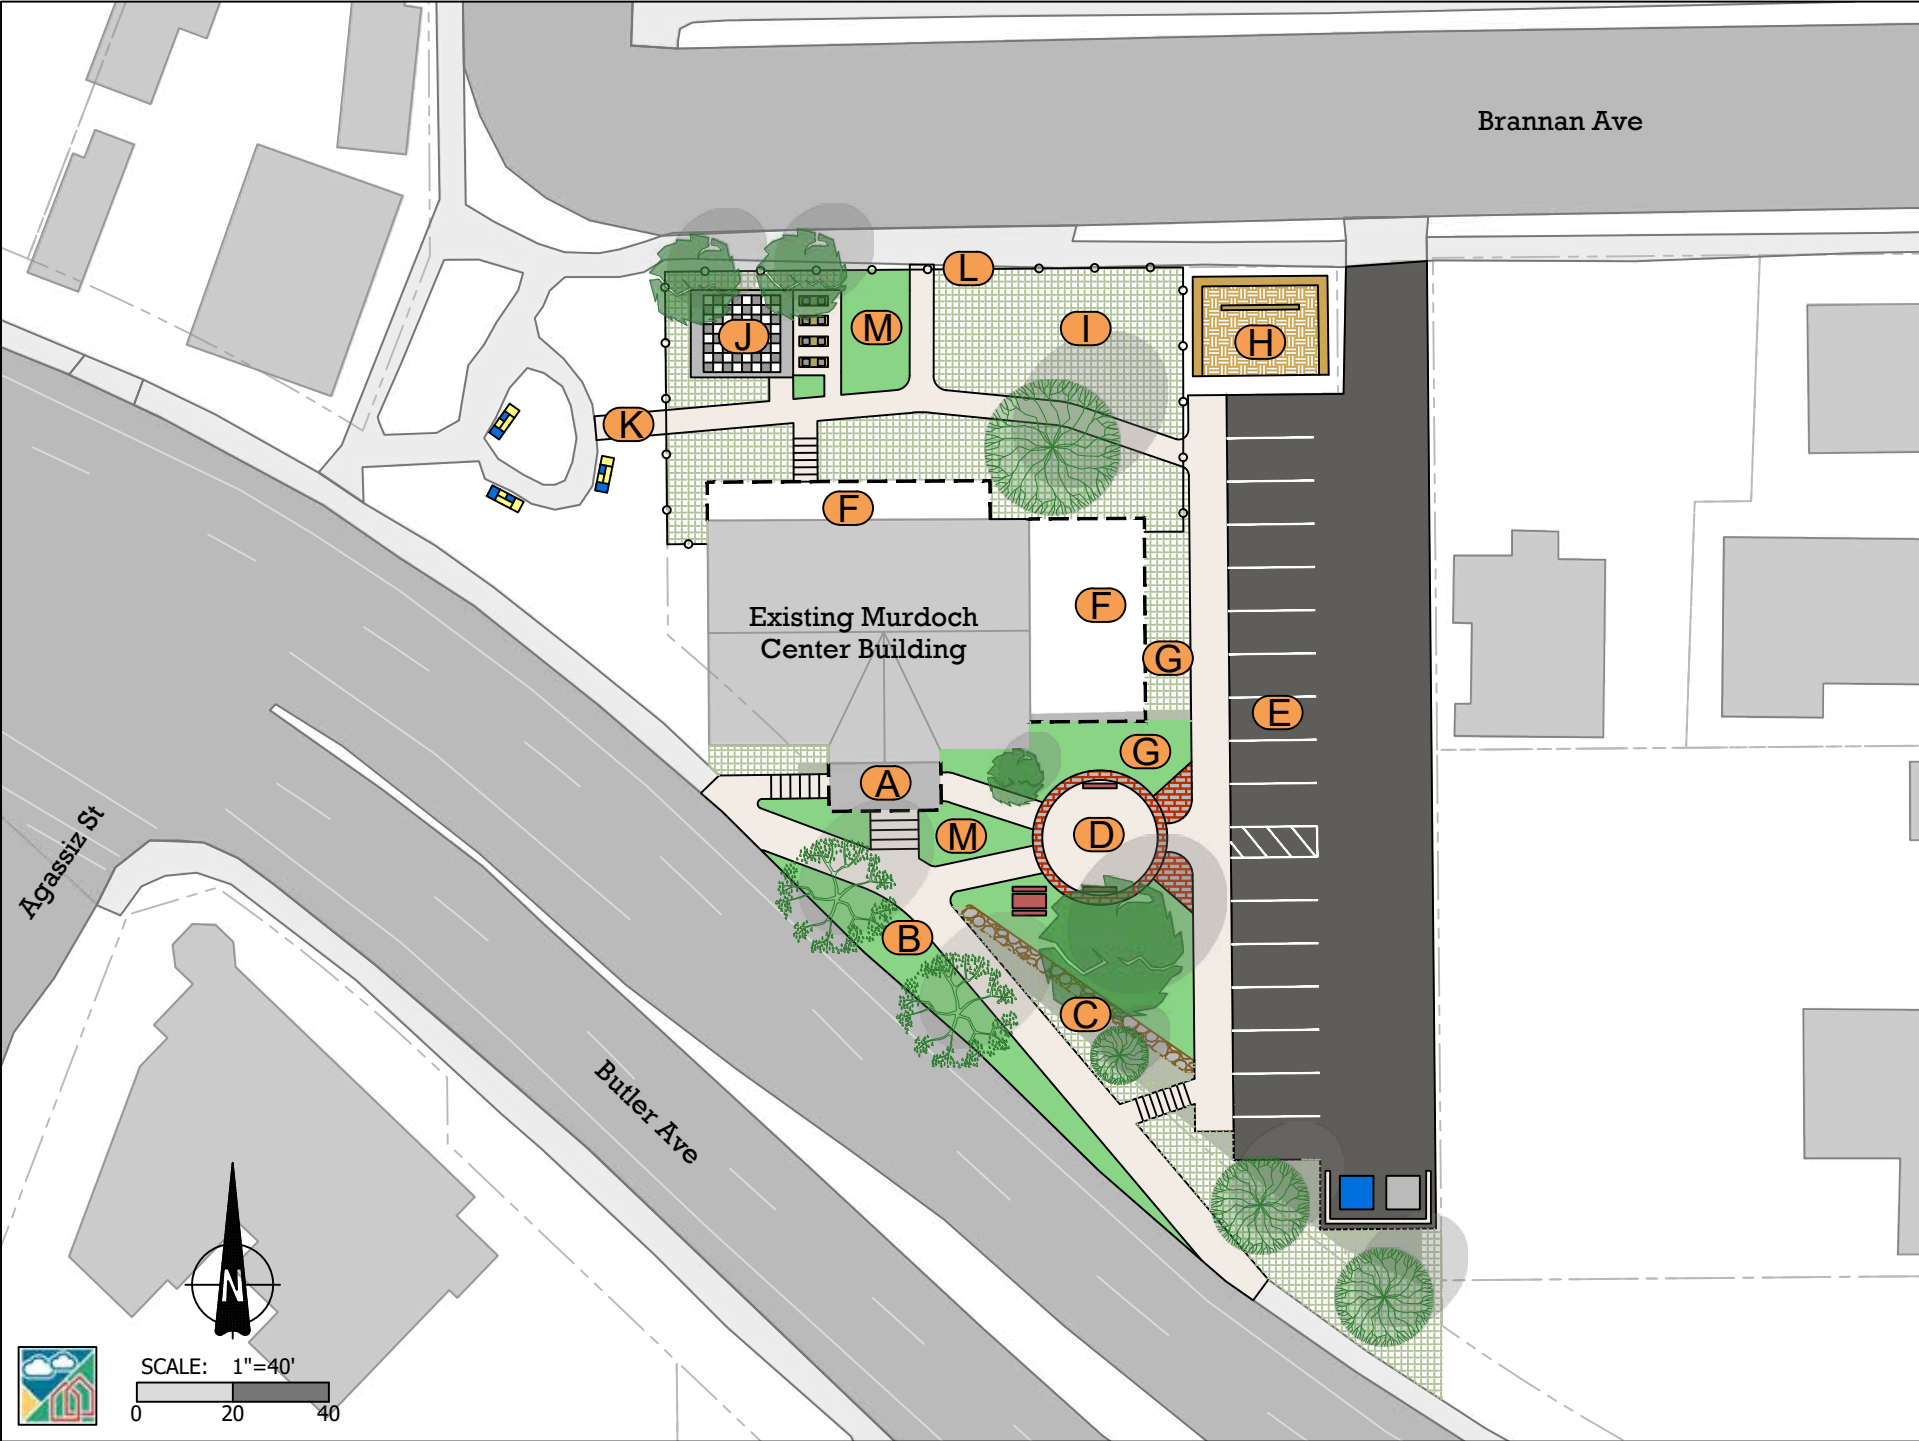 Brannan Ave
L
J
M
I
H
K
F
F
Existing Murdoch
Center Building
G
E
G
A
M
D
B
C
Agassiz St
Butler Ave
N
SCALE: 1"=40'
0 20 40